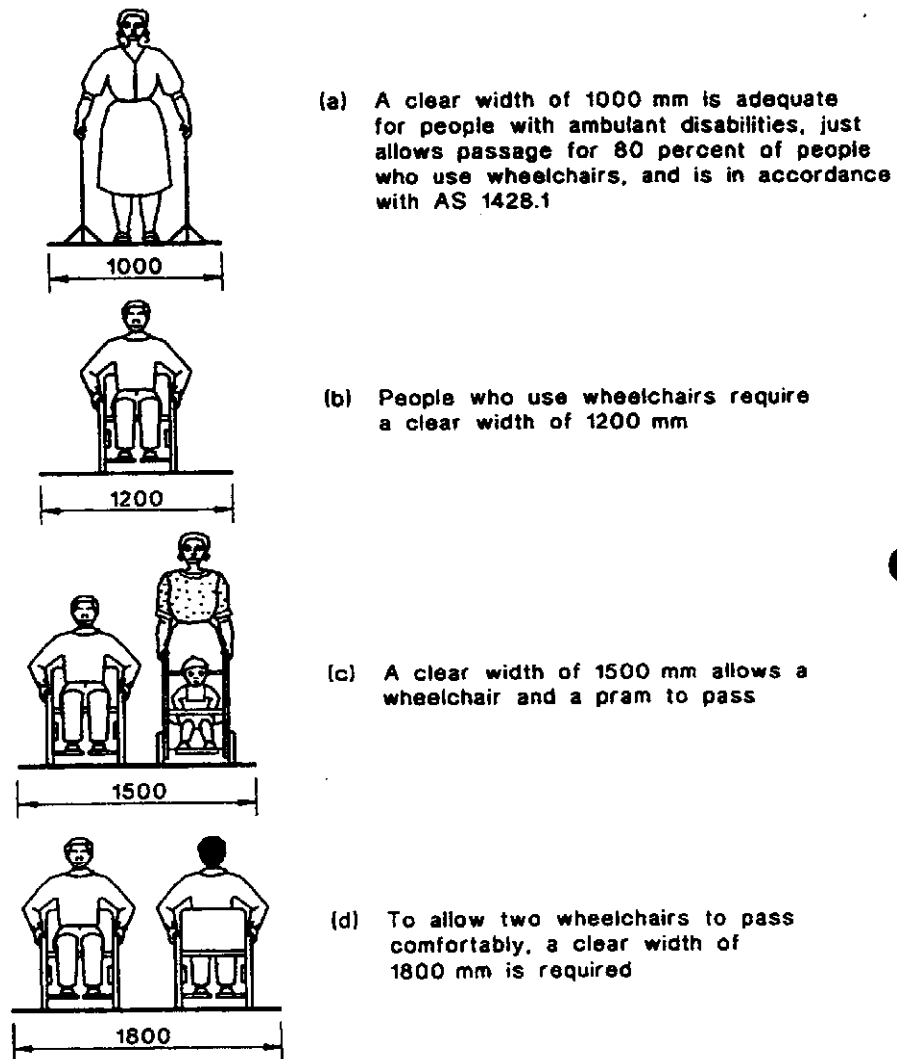 (a) A clear width of 1000 mm is adequate
for people with ambulant disabilities, just
allows passage for 80 percent of people
who use wheelchairs, and is in accordance
with AS 1428.1
1000
(b) People who use wheelchairs require
a clear width of 1200 mm
1200
(c) A clear width of 1500 mm allows a
wheelchair and a pram to pass
1500
(d) To allow two wheelchairs to pass
comfortably, a clear width of
1800 mm is required
1800